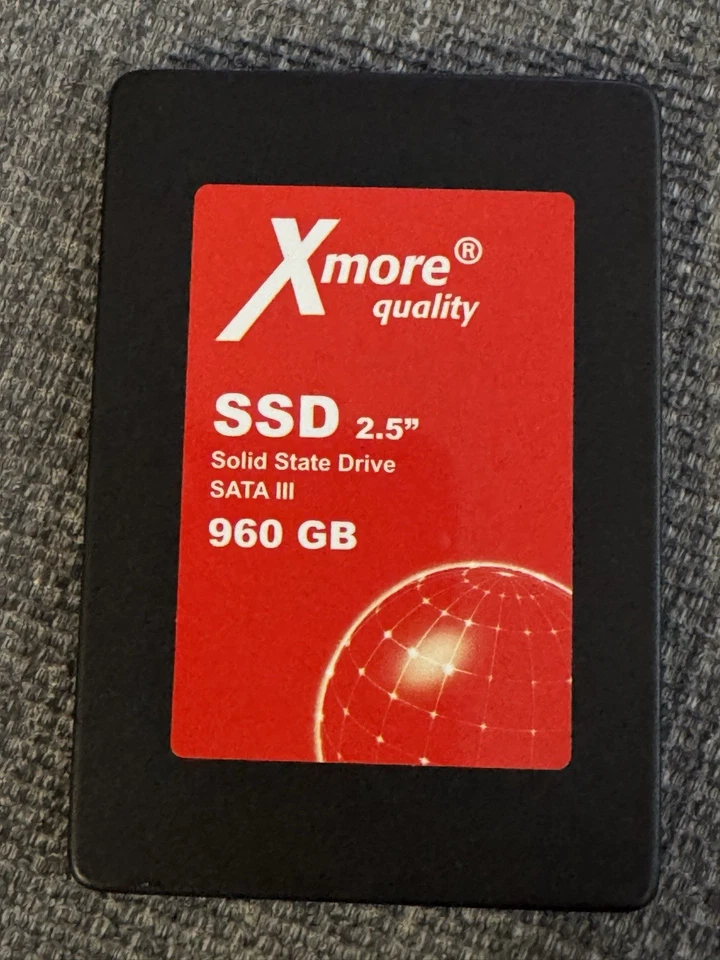 Xmore®
quality
SSD 2.5”
Solid State Drive
SATA III
960 GB